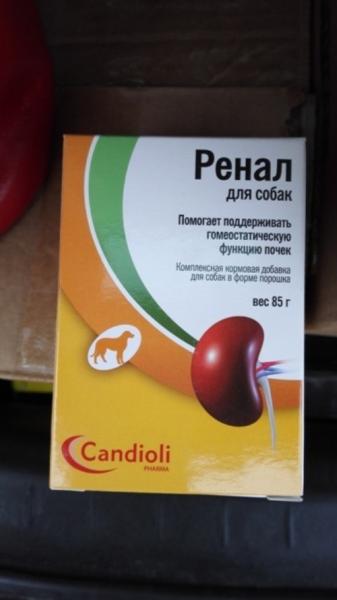 Ренал
для собак
Помогает поддерживать
гомеостатическую
функцию почек
Комплексная кормовая добавка
для собак в форме порошка
вес 85 г
Candioli
PHARMA